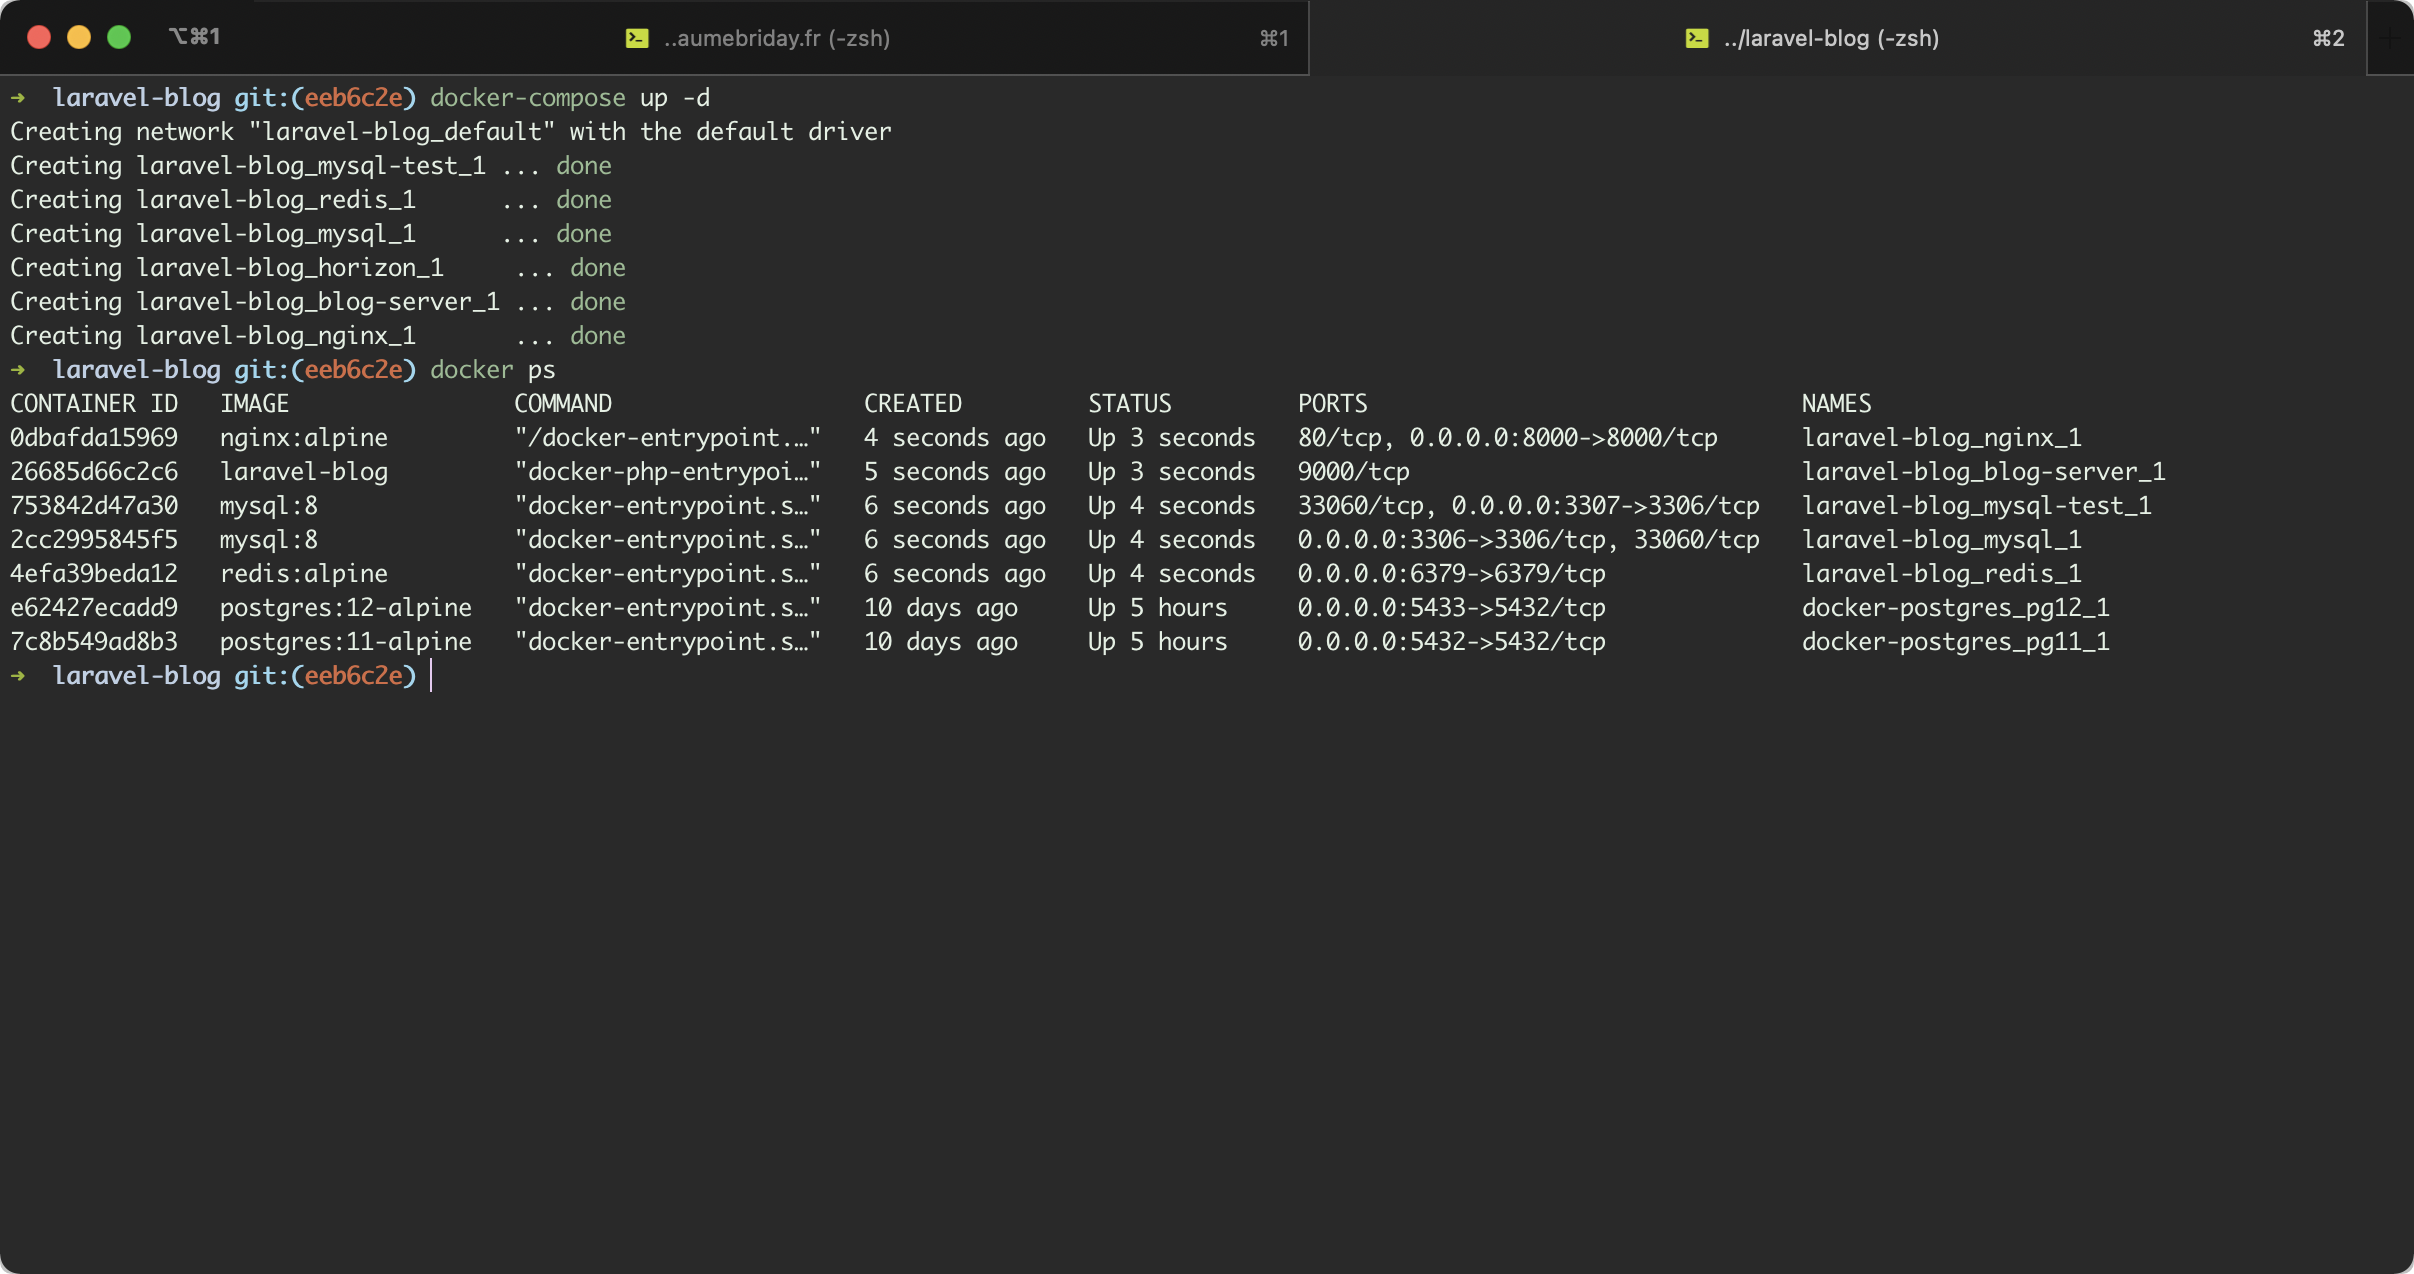 ⌥⌘1 ..aumebriday.fr (-zsh) ⌘1 ../laravel-blog (-zsh) ⌘2
➜  laravel-blog git:(eeb6c2e) docker-compose up -d
Creating network "laravel-blog_default" with the default driver
Creating laravel-blog_mysql-test_1 ... done
Creating laravel-blog_redis_1      ... done
Creating laravel-blog_mysql_1      ... done
Creating laravel-blog_horizon_1     ... done
Creating laravel-blog_blog-server_1 ... done
Creating laravel-blog_nginx_1       ... done
➜  laravel-blog git:(eeb6c2e) docker ps
CONTAINER ID   IMAGE                COMMAND                  CREATED         STATUS         PORTS                               NAMES
0dbafda15969   nginx:alpine         "/docker-entrypoint.…"   4 seconds ago   Up 3 seconds   80/tcp, 0.0.0.0:8000->8000/tcp      laravel-blog_nginx_1
26685d66c2c6   laravel-blog         "docker-php-entrypoi…"   5 seconds ago   Up 3 seconds   9000/tcp                            laravel-blog_blog-server_1
753842d47a30   mysql:8              "docker-entrypoint.s…"   6 seconds ago   Up 4 seconds   33060/tcp, 0.0.0.0:3307->3306/tcp   laravel-blog_mysql-test_1
2cc2995845f5   mysql:8              "docker-entrypoint.s…"   6 seconds ago   Up 4 seconds   0.0.0.0:3306->3306/tcp, 33060/tcp   laravel-blog_mysql_1
4efa39beda12   redis:alpine         "docker-entrypoint.s…"   6 seconds ago   Up 4 seconds   0.0.0.0:6379->6379/tcp              laravel-blog_redis_1
e62427ecadd9   postgres:12-alpine   "docker-entrypoint.s…"   10 days ago     Up 5 hours     0.0.0.0:5433->5432/tcp              docker-postgres_pg12_1
7c8b549ad8b3   postgres:11-alpine   "docker-entrypoint.s…"   10 days ago     Up 5 hours     0.0.0.0:5432->5432/tcp              docker-postgres_pg11_1
➜  laravel-blog git:(eeb6c2e)